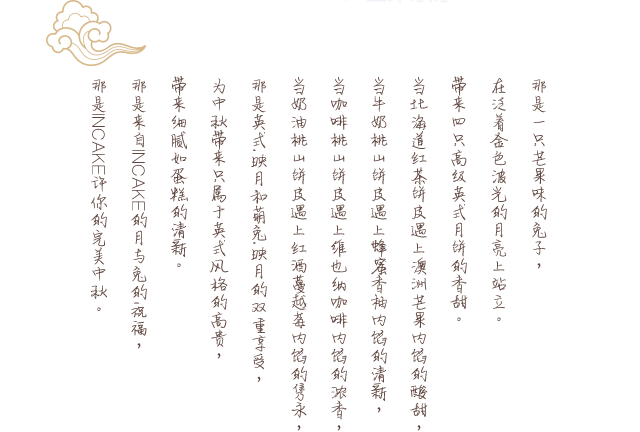 那是一只芒果味的兔子，
在泛着金色波光的月亮上站立。
带来四只高级英式月饼的香甜。
当北海道红茶饼皮遇上澳洲芒果内馅的酸甜，
当牛奶桃山饼皮遇上蜂蜜香柚内馅的清新，
当咖啡桃山饼皮遇上维也纳咖啡内馅的浓香，
当奶油桃山饼皮遇上红酒蔓越莓内馅的隽永，
那是英式.映月和萌兔.映月的双重享受，
为中秋带来只属于英式风格的高贵，
带来细腻如蛋糕的清新。
那是来自INCAKE的月与兔的祝福，
那是INCAKE许你的完美中秋。